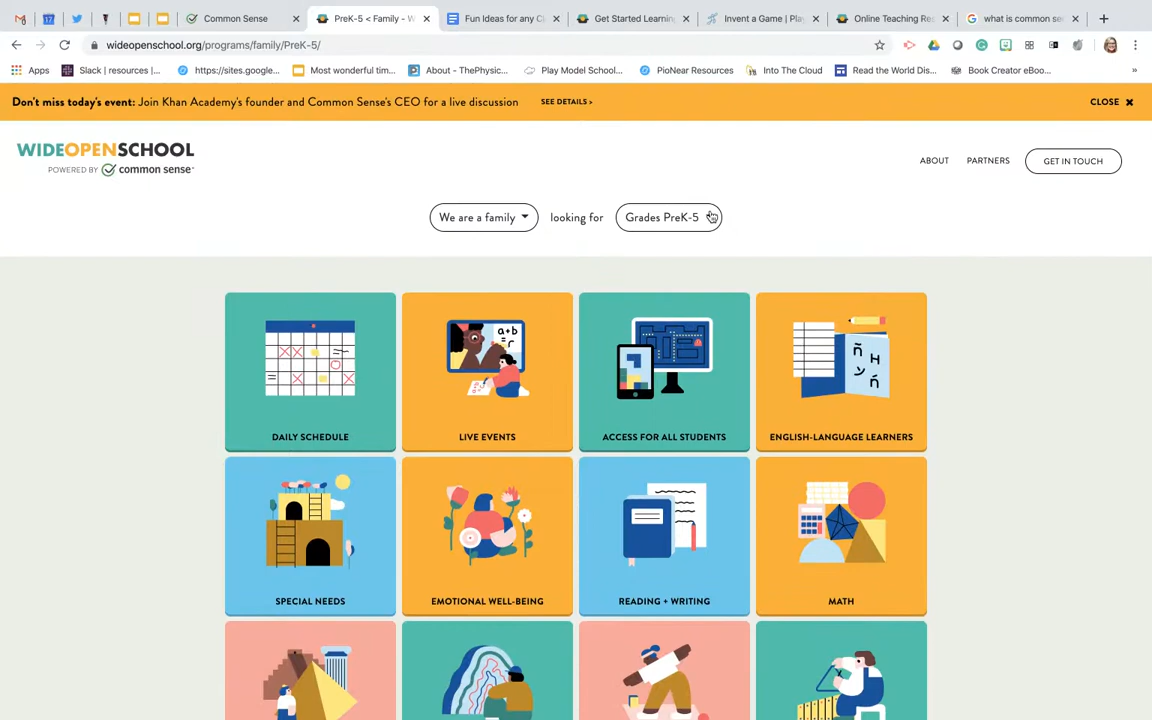 Common Sense
PreK-5 < Family - W
Fun Ideas for any C
Get Started Learnin
Invent a Game | Pla
Online Teaching Re
what is common se
wideopenschool.org/programs/family/PreK-5/
Apps
Slack | resources |...
https://sites.google...
Most wonderful tim...
About - ThePhysic...
Play Model School...
PioNear Resources
Into The Cloud
Read the World Dis...
Book Creator eBoo...
»
Don't miss today's event: Join Khan Academy's founder and Common Sense's CEO for a live discussion
SEE DETAILS >
CLOSE ✖
WIDEOPENSCHOOL
POWERED BY common sense
ABOUT
PARTNERS
GET IN TOUCH
We are a family
looking for
Grades PreK-5
a+b
=r
ñ H
ñ
DAILY SCHEDULE
LIVE EVENTS
ACCESS FOR ALL STUDENTS
ENGLISH-LANGUAGE LEARNERS
SPECIAL NEEDS
EMOTIONAL WELL-BEING
READING + WRITING
MATH